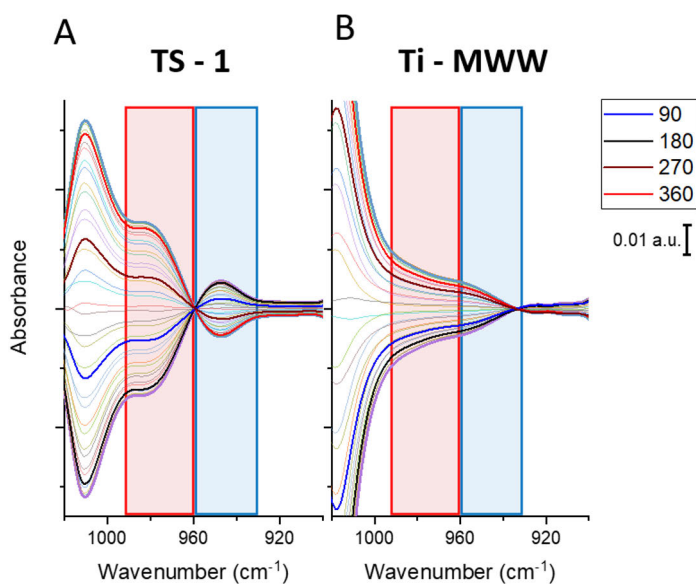 A
B
TS - 1
Ti - MWW
90
180
270
360
0.01 a.u.
Absorbance
1000
960
920
1000
960
920
Wavenumber (cm⁻¹)
Wavenumber (cm⁻¹)